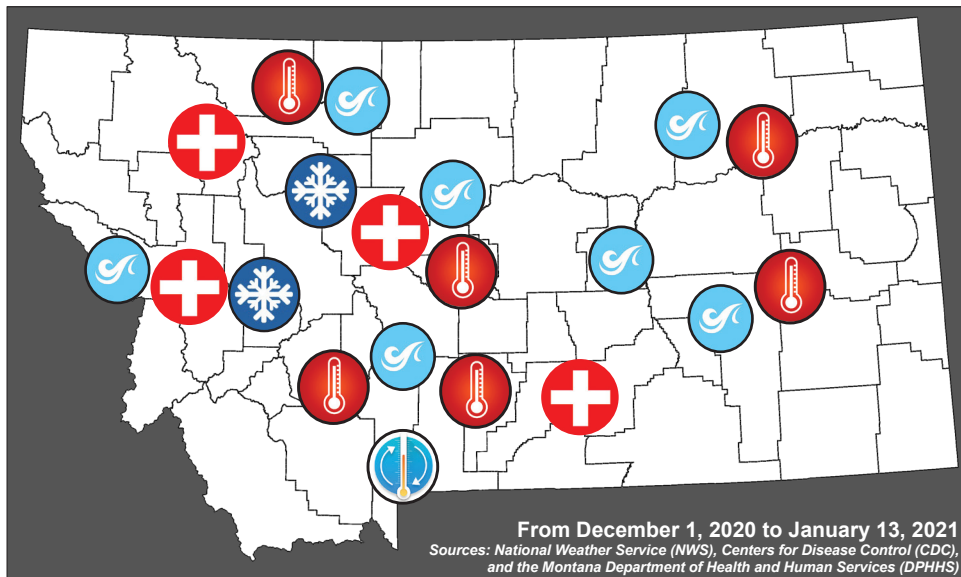 From December 1, 2020 to January 13, 2021
Sources: National Weather Service (NWS), Centers for Disease Control (CDC),
and the Montana Department of Health and Human Services (DPHHS)